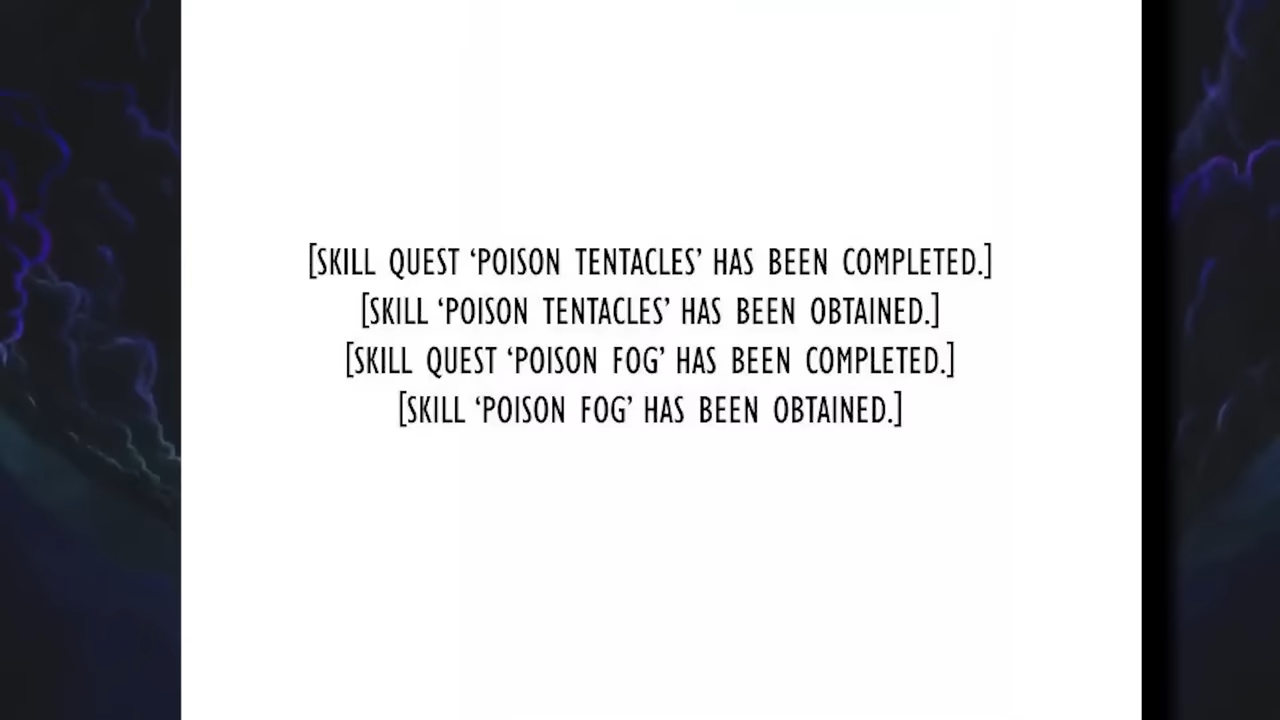 [SKILL QUEST ‘POISON TENTACLES’ HAS BEEN COMPLETED.]
[SKILL ‘POISON TENTACLES’ HAS BEEN OBTAINED.]
[SKILL QUEST ‘POISON FOG’ HAS BEEN COMPLETED.]
[SKILL ‘POISON FOG’ HAS BEEN OBTAINED.]